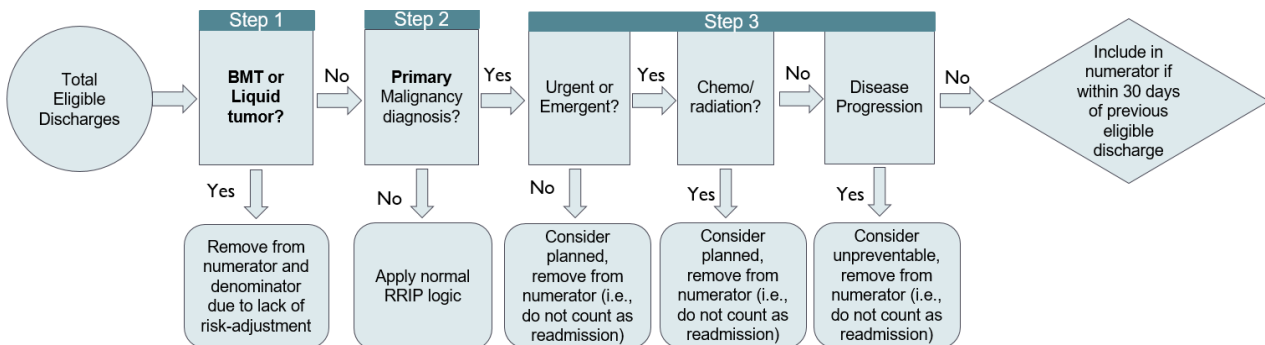 Step 1
Step 2
Step 3
Total
Eligible
Discharges
BMT or
Liquid
tumor?
No
Primary
Malignancy
diagnosis?
Yes
Urgent or
Emergent?
Yes
Chemo/
radiation?
No
Disease
Progression
No
Include in
numerator if
within 30 days
of previous
eligible
discharge
Yes
No
No
Yes
Yes
Remove from
numerator and
denominator
due to lack of
risk-adjustment
Apply normal
RRIP logic
Consider
planned,
remove from
numerator (i.e.,
do not count as
readmission)
Consider
planned,
remove from
numerator (i.e.,
do not count as
readmission)
Consider
unpreventable,
remove from
numerator (i.e.,
do not count as
readmission)